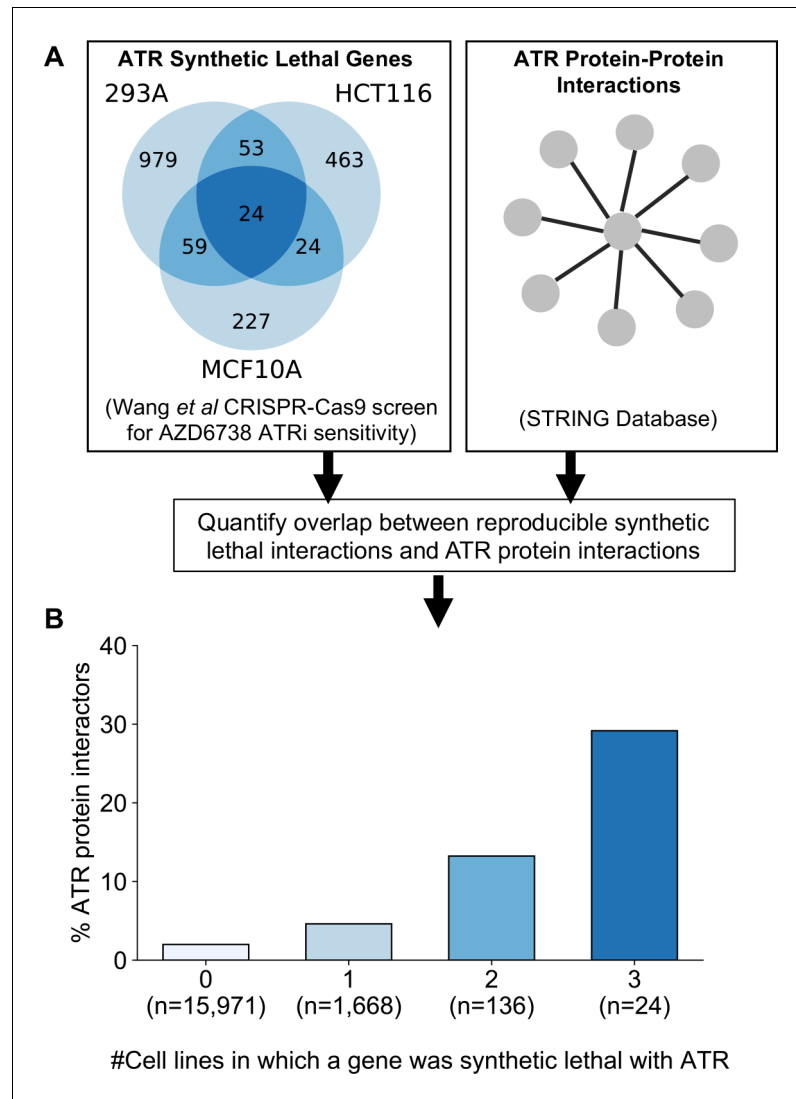 A
ATR Synthetic Lethal Genes
293A
HCT116
979
53
463
24
59
24
227
MCF10A
(Wang et al CRISPR-Cas9 screen
for AZD6738 ATRi sensitivity)
ATR Protein-Protein
Interactions
(STRING Database)
Quantify overlap between reproducible synthetic
lethal interactions and ATR protein interactions
B
% ATR protein interactors
40
30
20
10
0
0
(n=15,971)
1
(n=1,668)
2
(n=136)
3
(n=24)
#Cell lines in which a gene was synthetic lethal with ATR